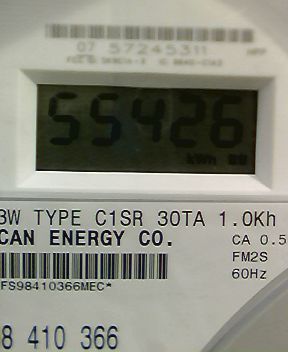 07 57245311
55426
kWh 00
3W TYPE C1SR 30TA 1.0Kh
CAN ENERGY CO.
CA 0.5
FM2S
FS98410366MEC*
60Hz
8 410 366